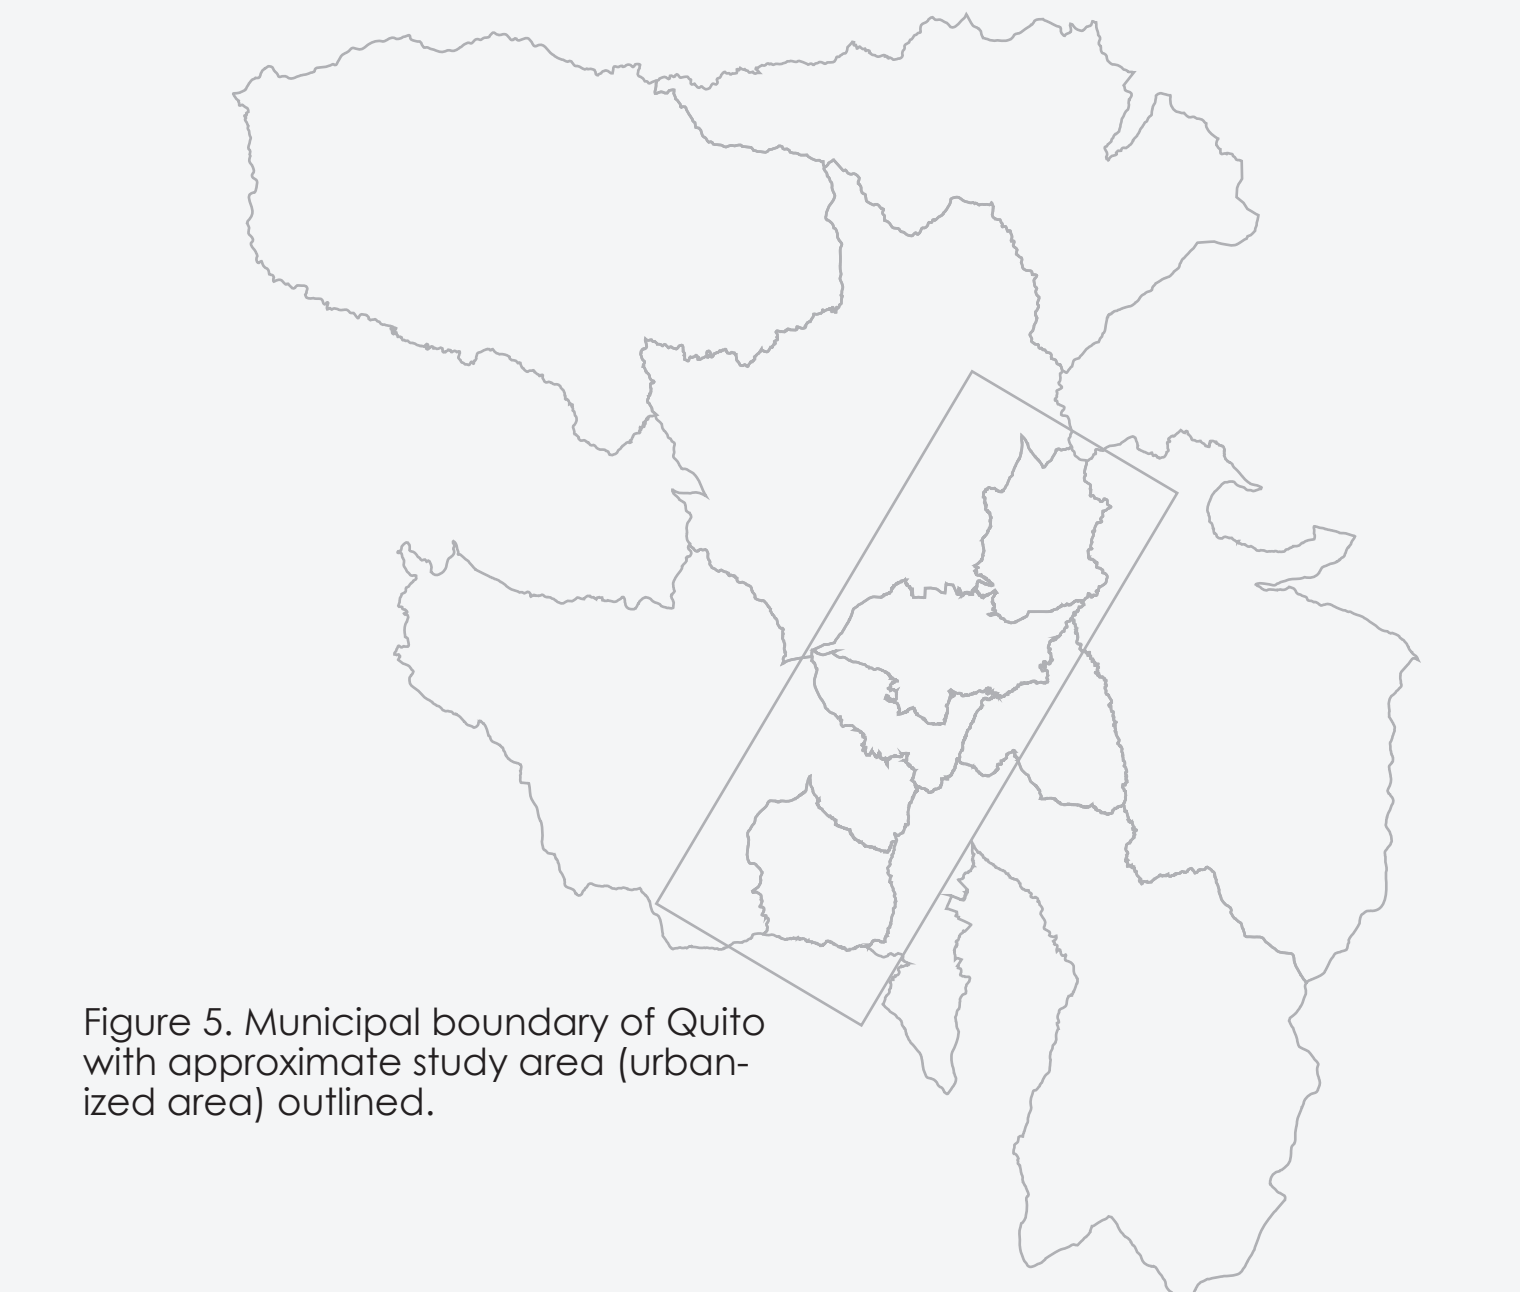 Figure 5. Municipal boundary of Quito
with approximate study area (urban-
ized area) outlined.